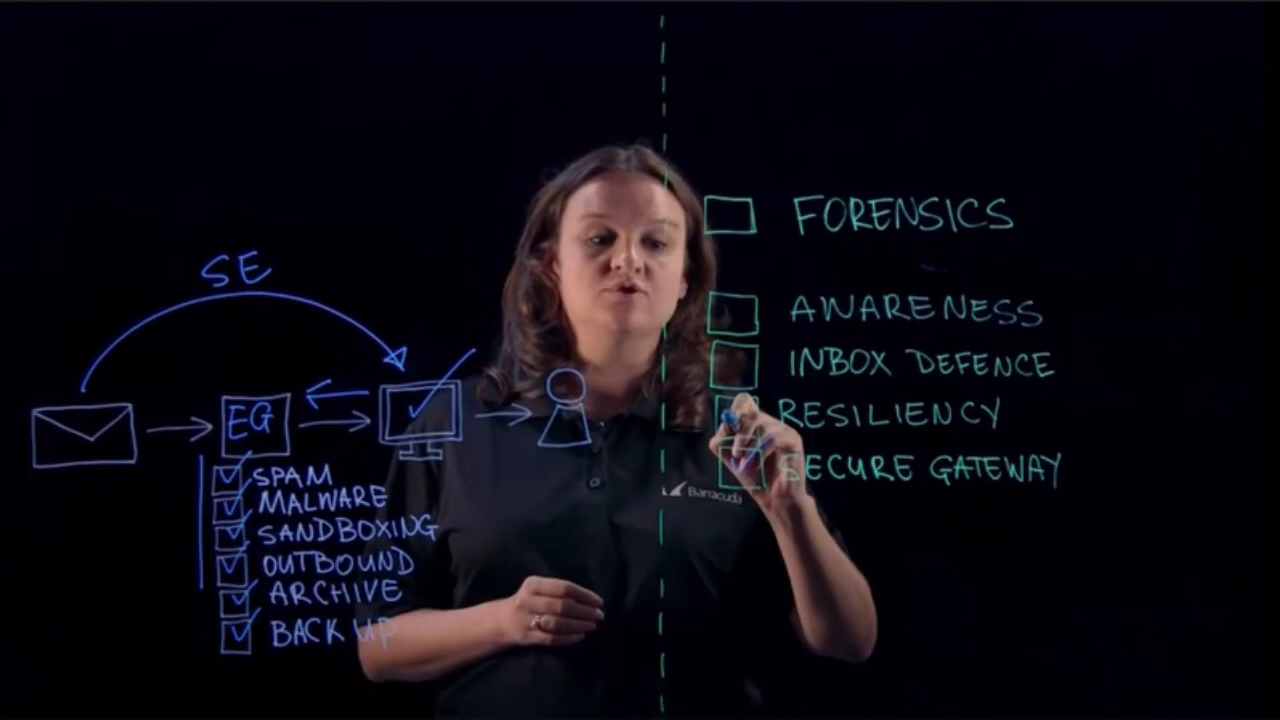 SE
EG
SPAM
MALWARE
SANDBOXING
OUTBOUND
ARCHIVE
BACK UP
FORENSICS
AWARENESS
INBOX DEFENCE
RESILIENCY
SECURE GATEWAY
Barracuda